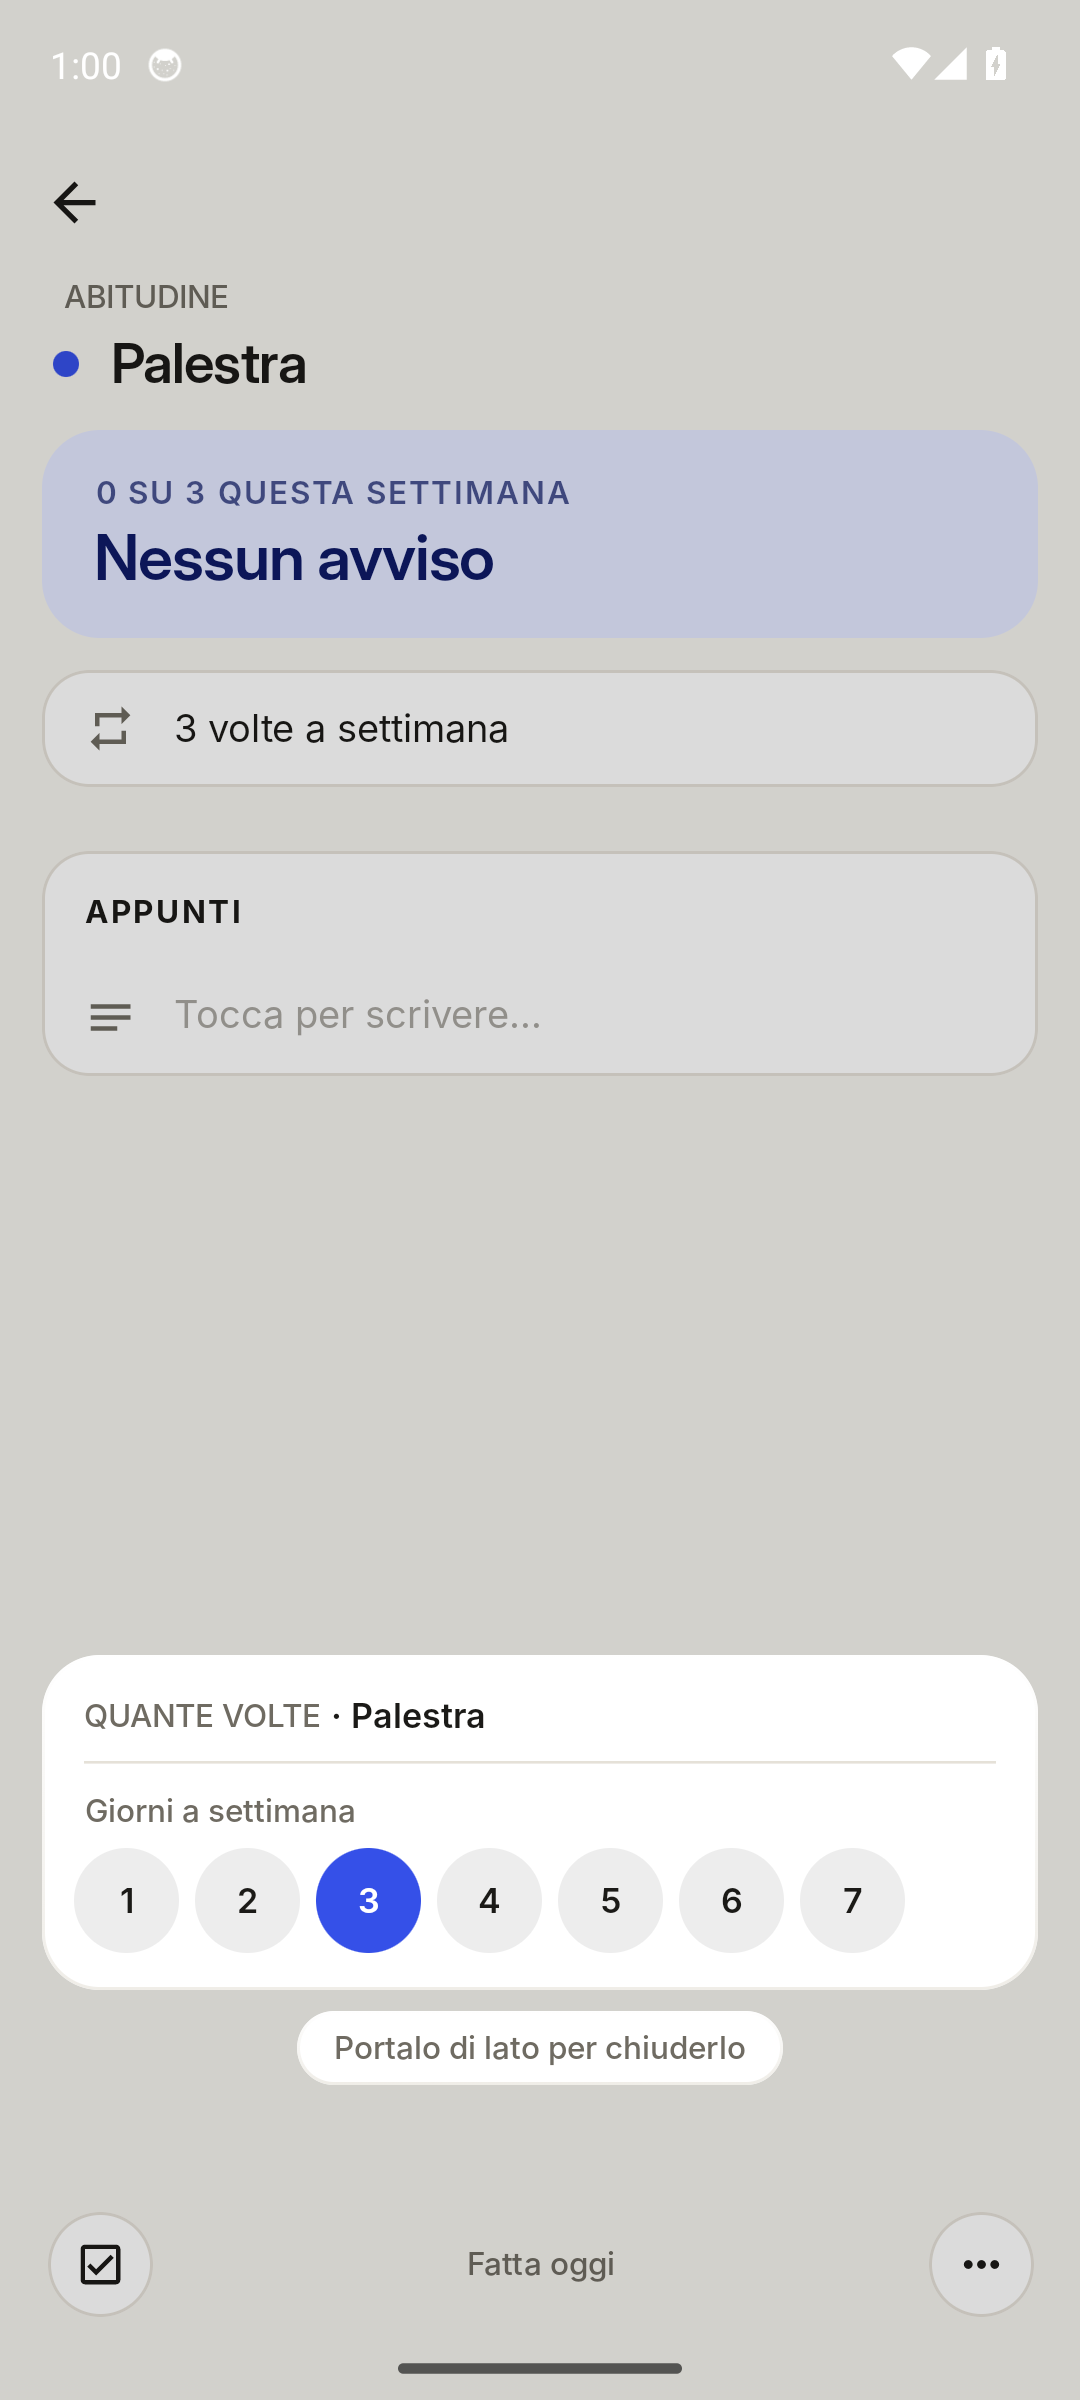 1:00
ABITUDINE
Palestra
0 SU 3 QUESTA SETTIMANA
Nessun avviso
3 volte a settimana
APPUNTI
Tocca per scrivere...
QUANTE VOLTE · Palestra
Giorni a settimana
1 2 3 4 5 6 7
Portalo di lato per chiuderlo
Fatta oggi